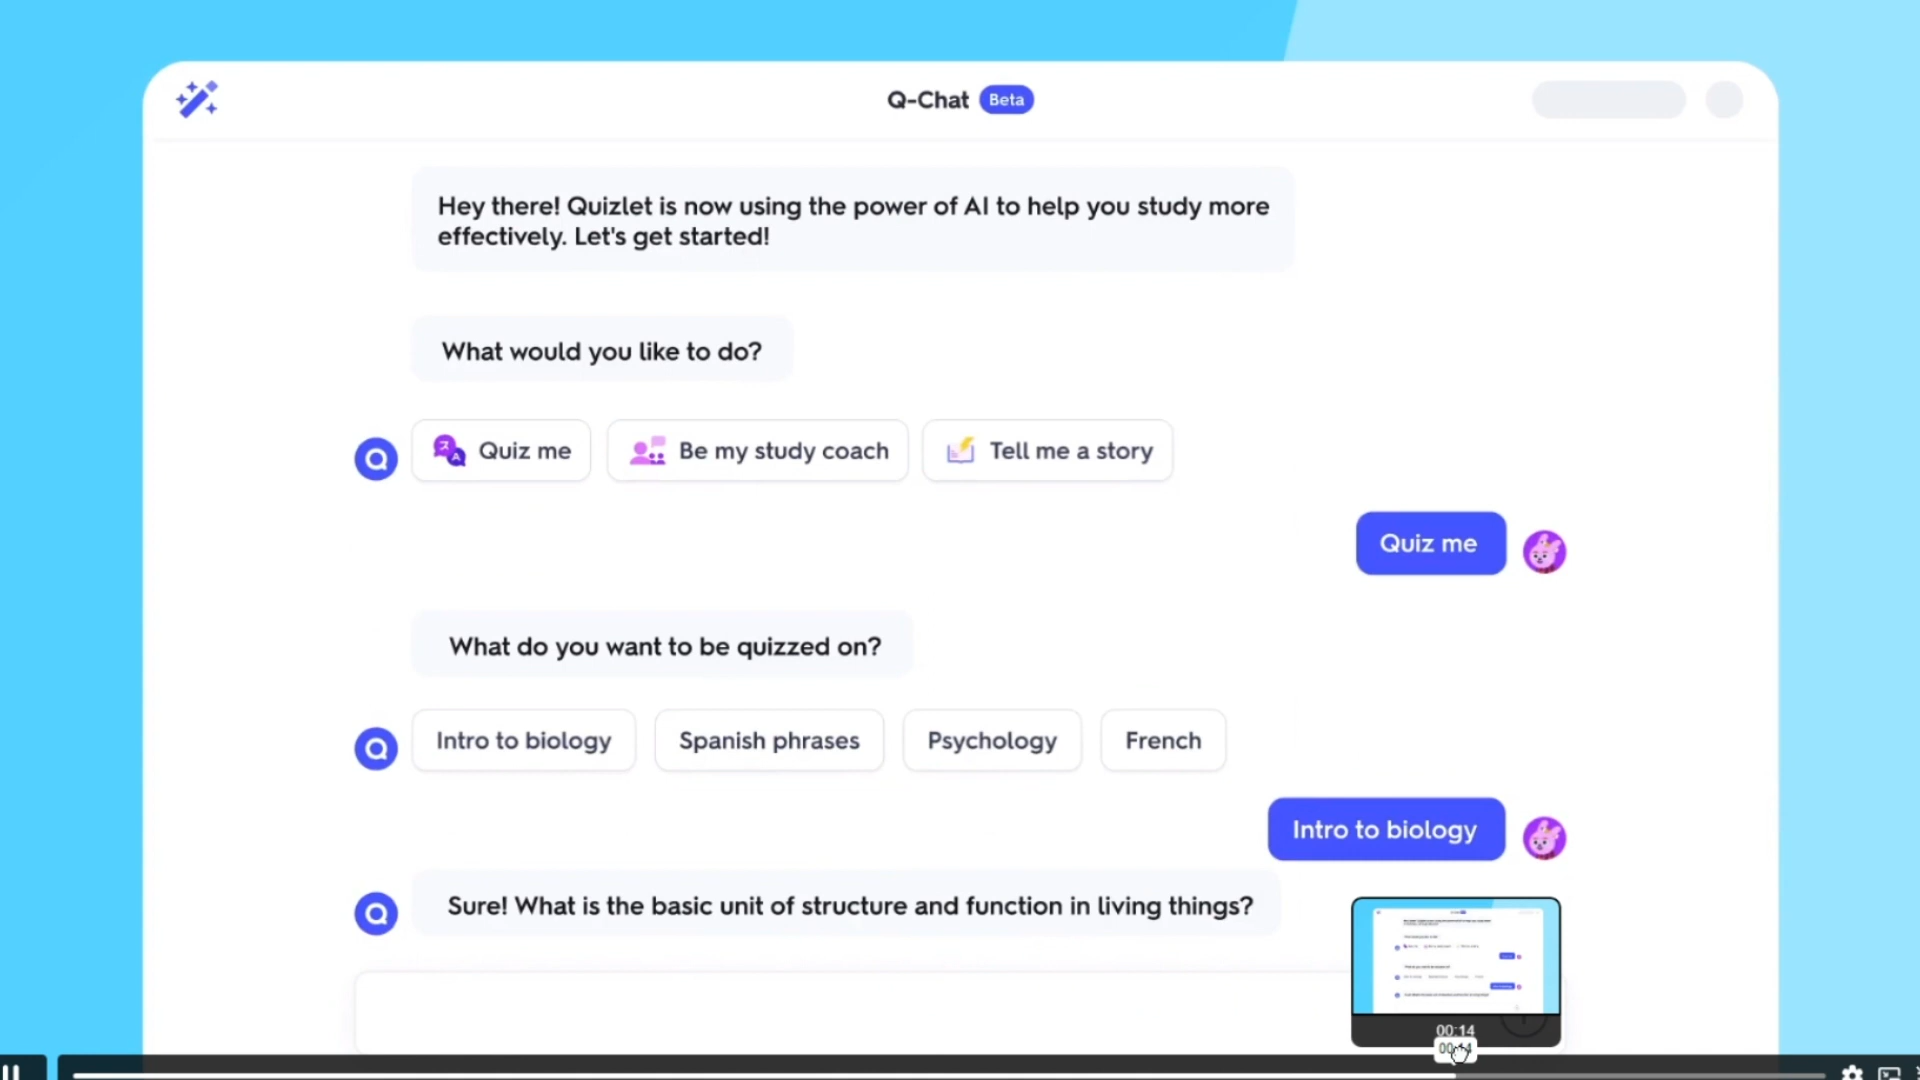 Q-Chat Beta
Hey there! Quizlet is now using the power of AI to help you study more
effectively. Let's get started!
What would you like to do?
Quiz me
Be my study coach
Tell me a story
Quiz me
What do you want to be quizzed on?
Intro to biology
Spanish phrases
Psychology
French
Intro to biology
Sure! What is the basic unit of structure and function in living things?
00:14